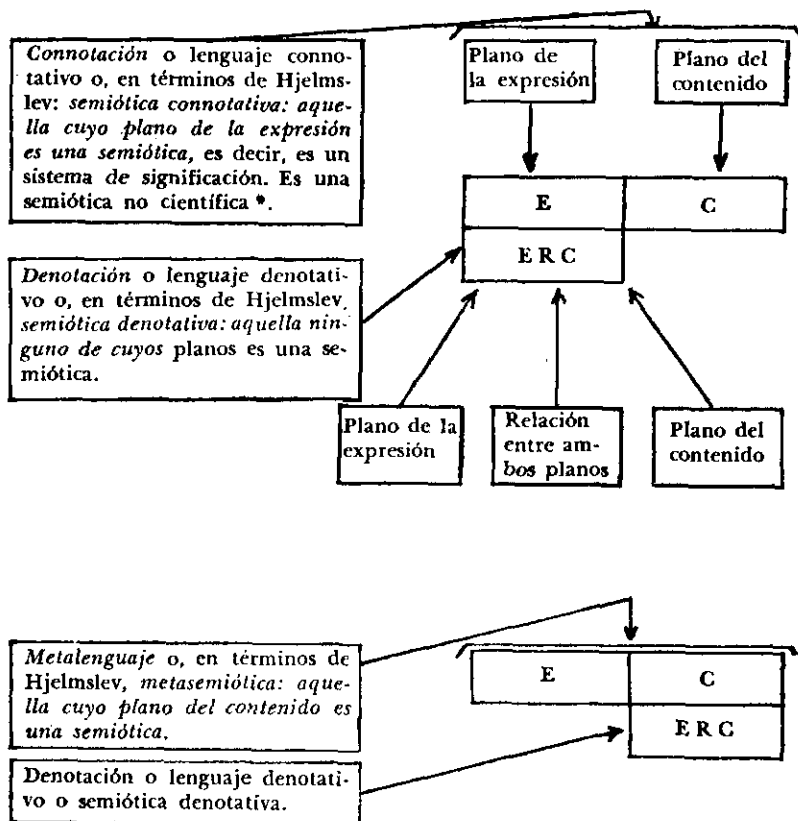 Connotación o lenguaje conno-
tativo o, en términos de Hjelms-
lev: semiótica connotativa: aque-
lla cuyo plano de la expresión
es una semiótica, es decir, es un
sistema de significación. Es una
semiótica no científica *.
Plano de
la expresión
Plano del
contenido
E
C
E R C
Denotación o lenguaje denotati-
vo o, en términos de Hjelmslev,
semiótica denotativa: aquella nin-
guno de cuyos planos es una se-
miótica.
Plano de la
expresión
Relación
entre am-
bos planos
Plano del
contenido
Metalenguaje o, en términos de
Hjelmslev, metasemiótica: aque-
lla cuyo plano del contenido es
una semiótica.
E
C
E R C
Denotación o lenguaje denotati-
vo o semiótica denotativa.